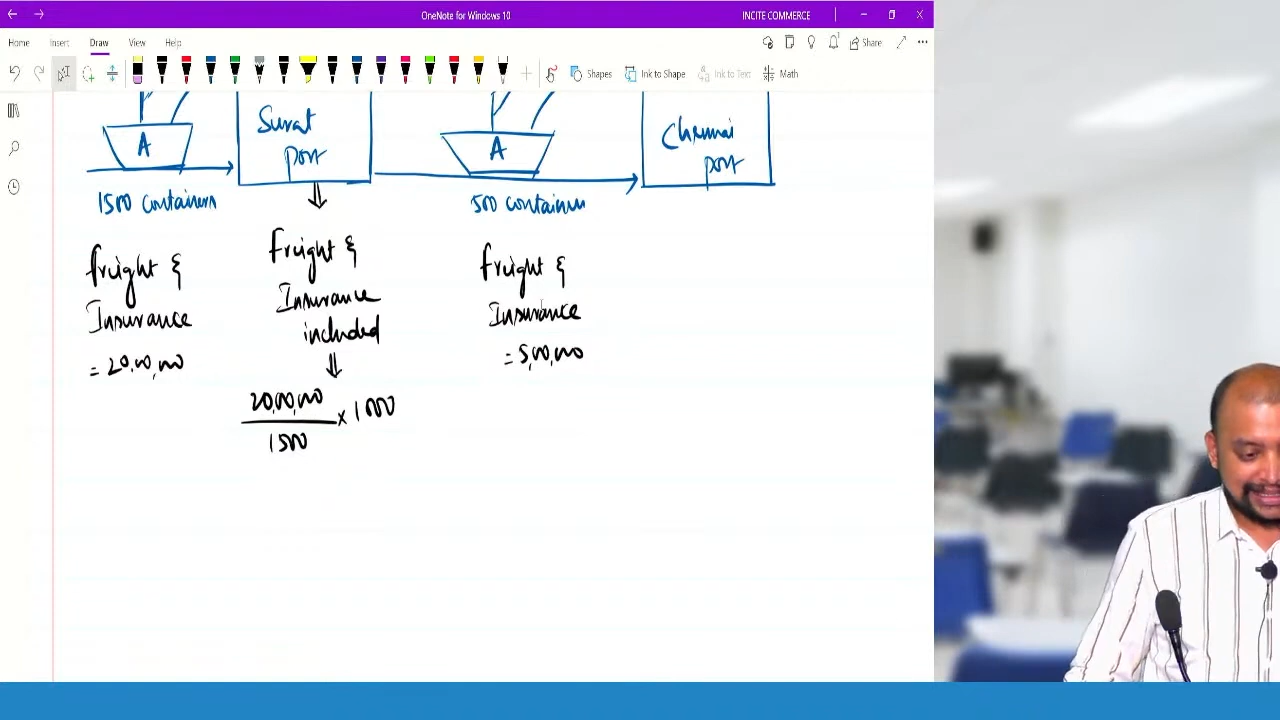 OneNote for Windows 10
INCITE COMMERCE
Home Insert Draw View Help
Share
Shapes
Ink to Shape
Ink to Text
Math
A
Surat
port
A
Chennai
port
1500 containers
500 containers
freight &
Insurance
= 20,00,000
freight &
Insurance
included
20,00,000
1500
× 1000
freight &
Insurance
= 5,00,000